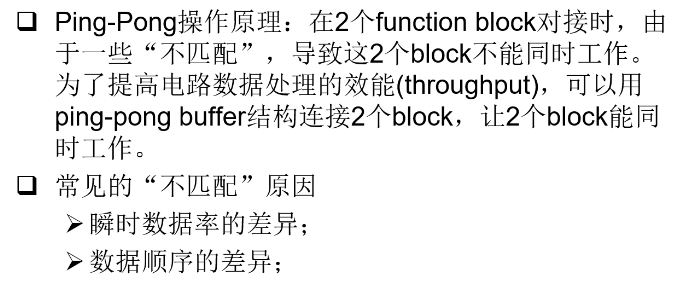 ❑ Ping-Pong操作原理：在2个function block对接时，由
于一些“不匹配”，导致这2个block不能同时工作。
为了提高电路数据处理的效能(throughput)，可以用
ping-pong buffer结构连接2个block，让2个block能同
时工作。
❑ 常见的“不匹配”原因
➢瞬时数据率的差异；
➢数据顺序的差异；